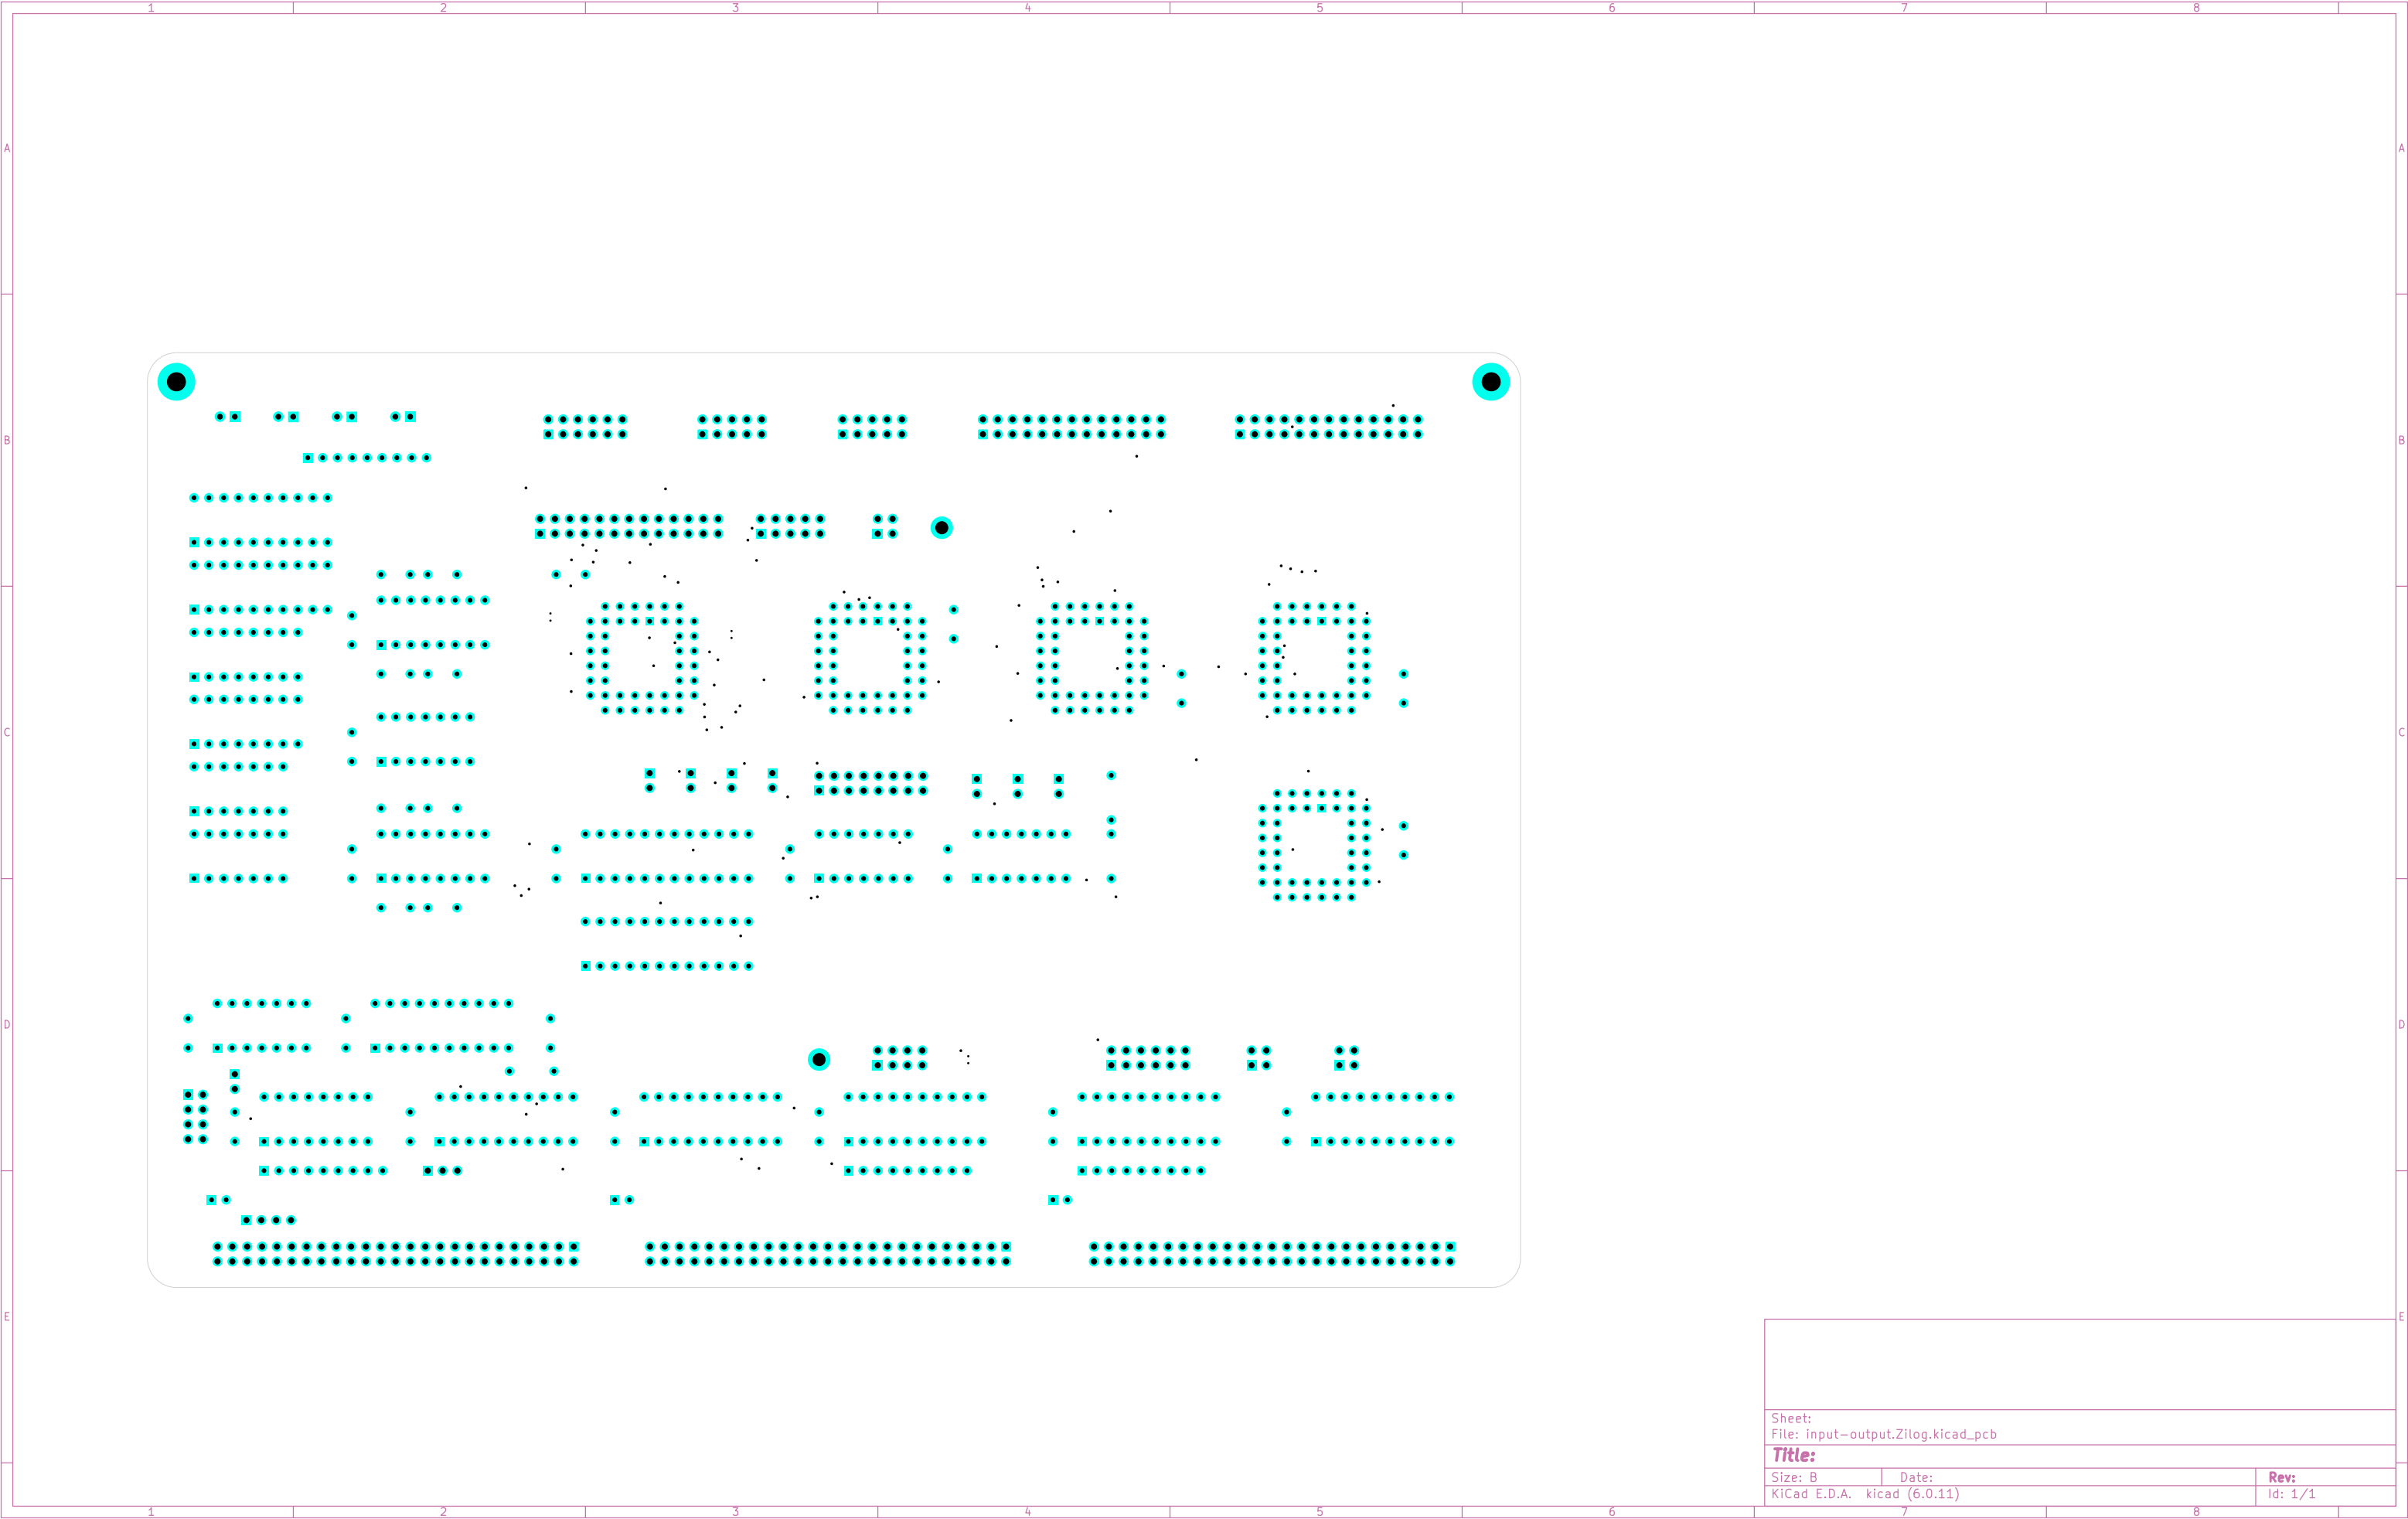 1 2 3 4 5 6 7 8
A A
B B
C C
D D
E E
Sheet:
File: input-output.Zilog.kicad_pcb
Title:
Size: B Date: Rev:
KiCad E.D.A. kicad (6.0.11) Id: 1/1
1 2 3 4 5 6 7 8